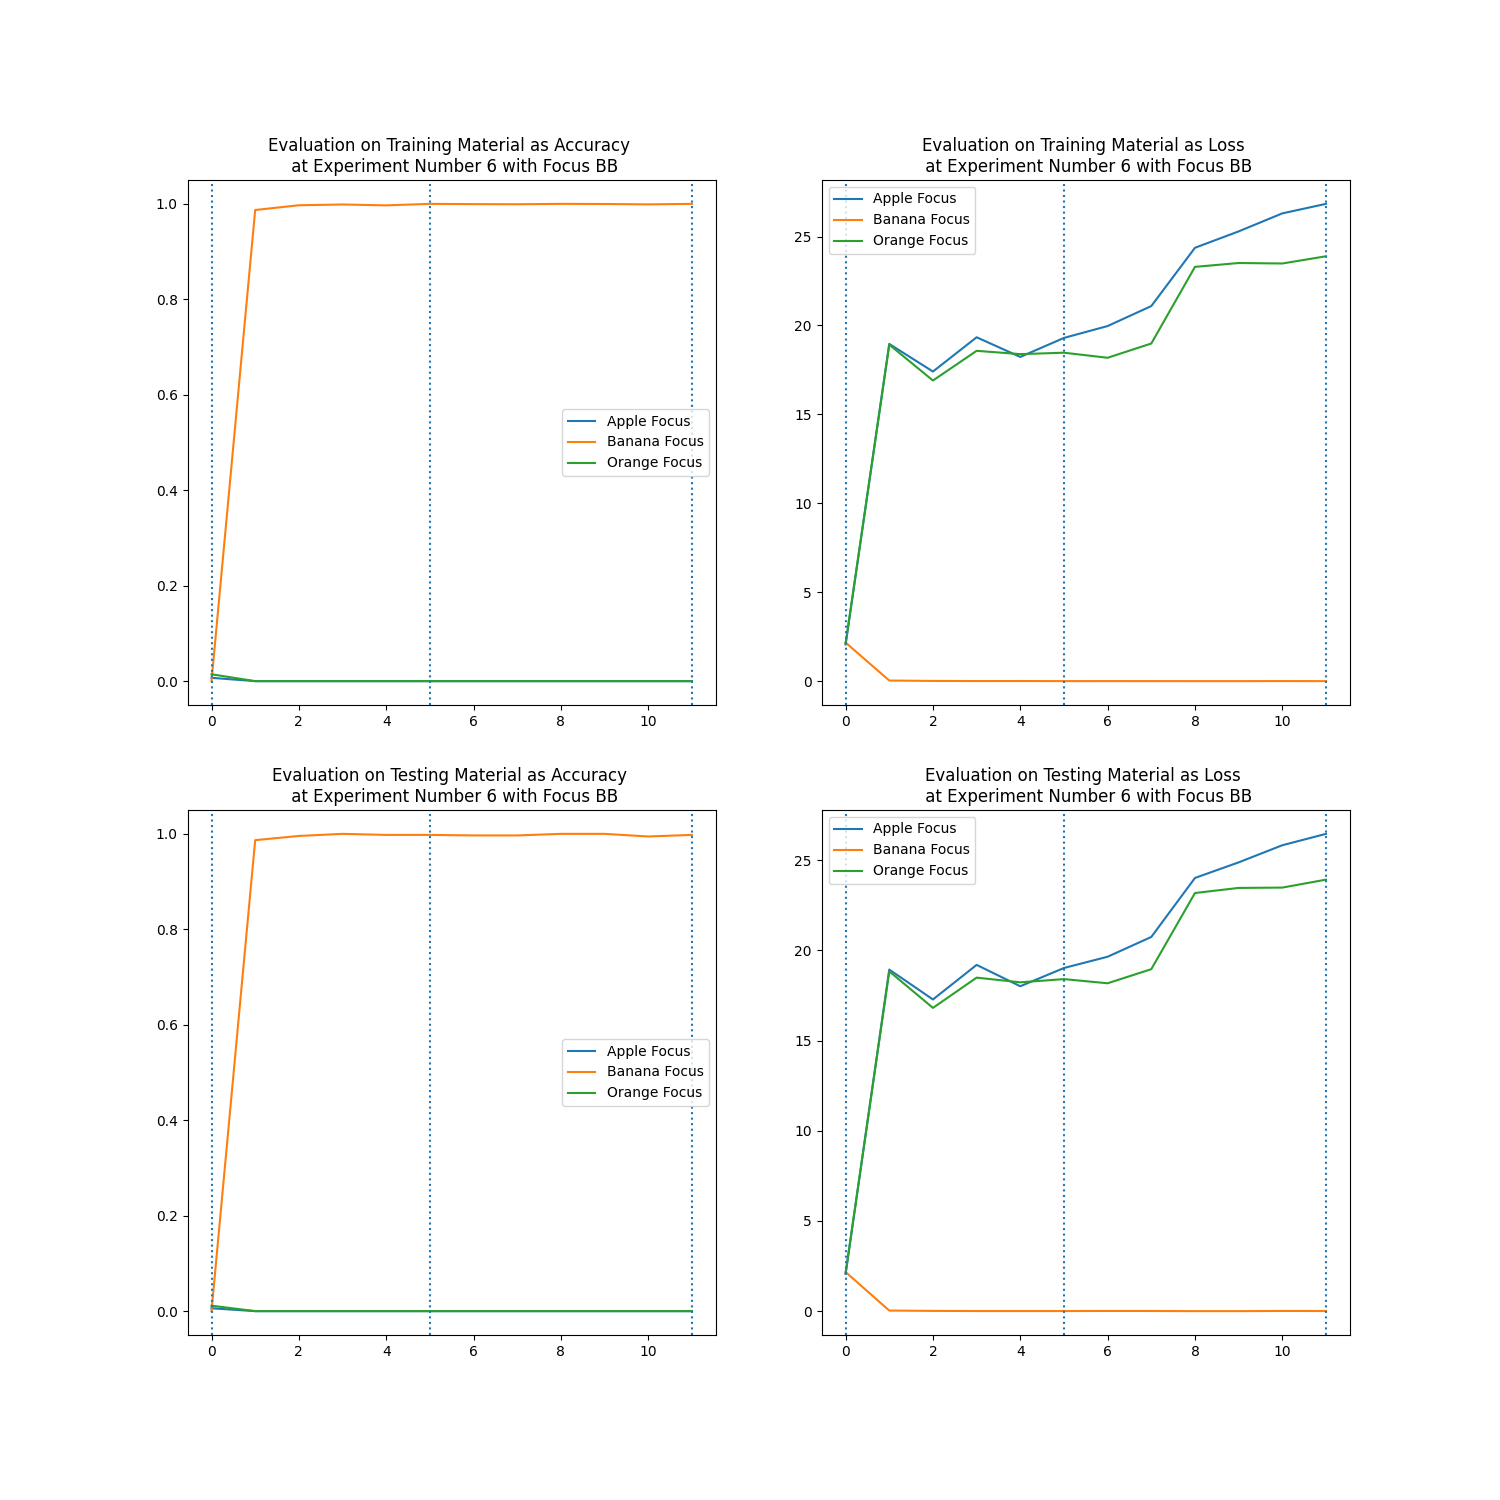 Evaluation on Training Material as Accuracy
at Experiment Number 6 with Focus BB
1.0
0.8
0.6
0.4
0.2
0.0
0 2 4 6 8 10
Apple Focus
Banana Focus
Orange Focus
Evaluation on Training Material as Loss
at Experiment Number 6 with Focus BB
Apple Focus
Banana Focus
Orange Focus
25
20
15
10
5
0
0 2 4 6 8 10
Evaluation on Testing Material as Accuracy
at Experiment Number 6 with Focus BB
1.0
0.8
0.6
0.4
0.2
0.0
0 2 4 6 8 10
Apple Focus
Banana Focus
Orange Focus
Evaluation on Testing Material as Loss
at Experiment Number 6 with Focus BB
Apple Focus
Banana Focus
Orange Focus
25
20
15
10
5
0
0 2 4 6 8 10